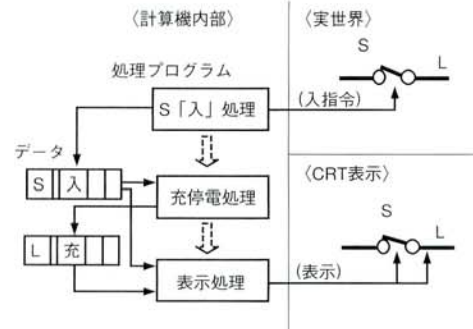 〈計算機内部〉
〈実世界〉
処理プログラム
S「入」処理
(入指令)
S
L
データ
S 入
充停電処理
L 充
表示処理
(表示)
〈CRT表示〉
S
L